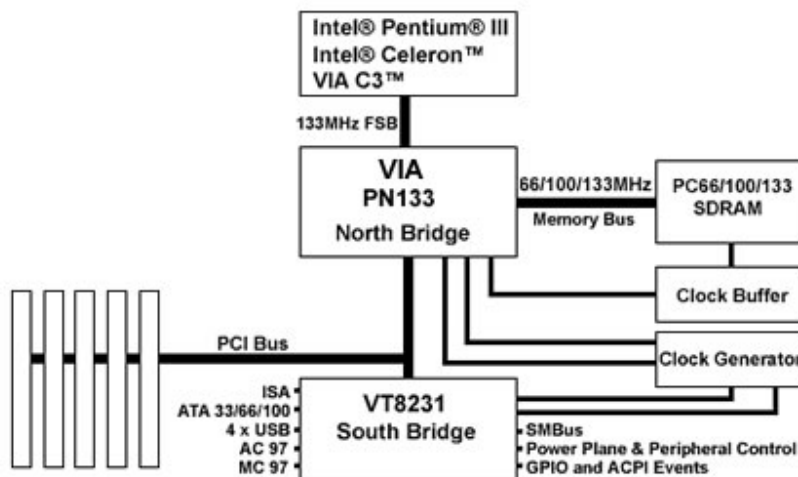 Intel® Pentium® III
Intel® Celeron™
VIA C3™
133MHz FSB
VIA
PN133
North Bridge
66/100/133MHz
Memory Bus
PC66/100/133
SDRAM
Clock Buffer
Clock Generator
PCI Bus
ISA
ATA 33/66/100
4 x USB
AC 97
MC 97
VT8231
South Bridge
SMBus
Power Plane & Peripheral Control
GPIO and ACPI Events